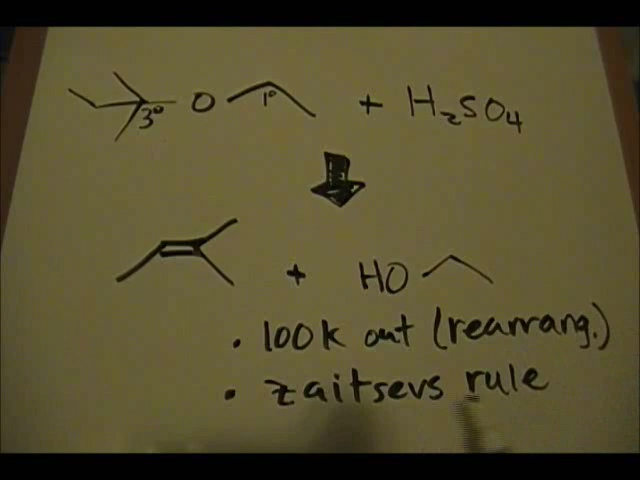 3° O 1° + H2SO4
+ HO
• look out (rearrang.)
• zaitsevs rule